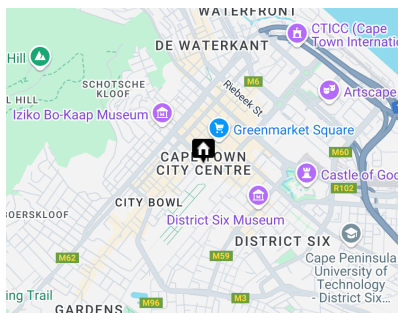 WATERFRONT
CTICC (Cape
Town Internatio
DE WATERKANT
Hill
SCHOTSCHE
KLOOF
M6
Riebeek St
Artscape
L HILL
Iziko Bo-Kaap Museum
Greenmarket Square
M60
CAPE TOWN
CITY CENTRE
Castle of Goo
R102
CITY BOWL
BOERSKLOOF
District Six Museum
DISTRICT SIX
M62
M59
Cape Peninsula
University of
Technology
- District Six...
ing Trail
M96
M3
GARDENS